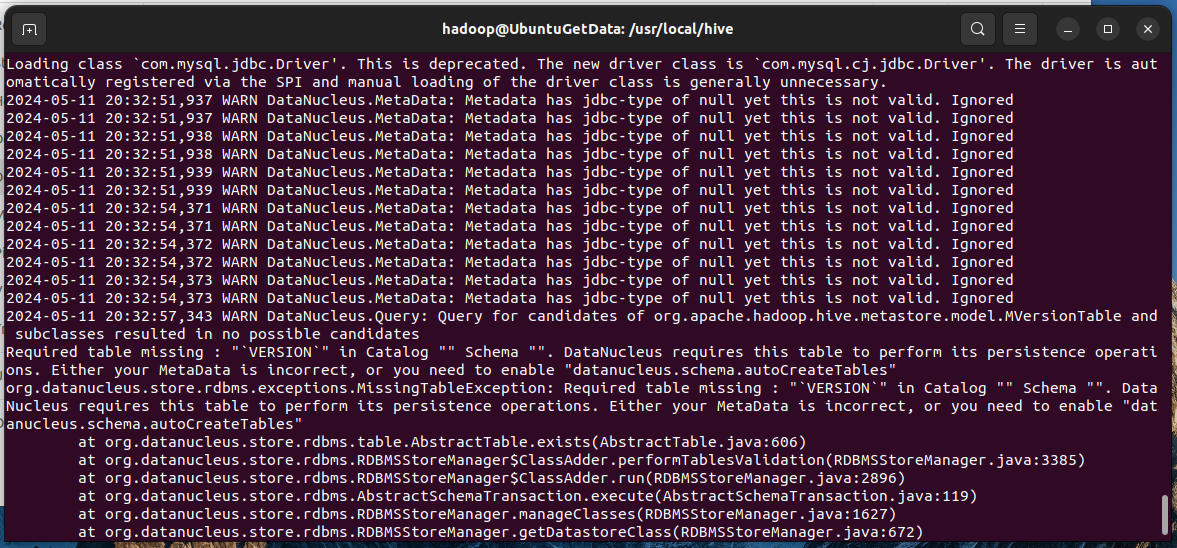 hadoop@UbuntuGetData: /usr/local/hive
Loading class `com.mysql.jdbc.Driver'. This is deprecated. The new driver class is `com.mysql.cj.jdbc.Driver'. The driver is aut
omatically registered via the SPI and manual loading of the driver class is generally unnecessary.
2024-05-11 20:32:51,937 WARN DataNucleus.MetaData: Metadata has jdbc-type of null yet this is not valid. Ignored
2024-05-11 20:32:51,937 WARN DataNucleus.MetaData: Metadata has jdbc-type of null yet this is not valid. Ignored
2024-05-11 20:32:51,938 WARN DataNucleus.MetaData: Metadata has jdbc-type of null yet this is not valid. Ignored
2024-05-11 20:32:51,938 WARN DataNucleus.MetaData: Metadata has jdbc-type of null yet this is not valid. Ignored
2024-05-11 20:32:51,939 WARN DataNucleus.MetaData: Metadata has jdbc-type of null yet this is not valid. Ignored
2024-05-11 20:32:51,939 WARN DataNucleus.MetaData: Metadata has jdbc-type of null yet this is not valid. Ignored
2024-05-11 20:32:54,371 WARN DataNucleus.MetaData: Metadata has jdbc-type of null yet this is not valid. Ignored
2024-05-11 20:32:54,371 WARN DataNucleus.MetaData: Metadata has jdbc-type of null yet this is not valid. Ignored
2024-05-11 20:32:54,372 WARN DataNucleus.MetaData: Metadata has jdbc-type of null yet this is not valid. Ignored
2024-05-11 20:32:54,372 WARN DataNucleus.MetaData: Metadata has jdbc-type of null yet this is not valid. Ignored
2024-05-11 20:32:54,373 WARN DataNucleus.MetaData: Metadata has jdbc-type of null yet this is not valid. Ignored
2024-05-11 20:32:54,373 WARN DataNucleus.MetaData: Metadata has jdbc-type of null yet this is not valid. Ignored
2024-05-11 20:32:57,343 WARN DataNucleus.Query: Query for candidates of org.apache.hadoop.hive.metastore.model.MVersionTable and
 subclasses resulted in no possible candidates
Required table missing : "`VERSION`" in Catalog "" Schema "". DataNucleus requires this table to perform its persistence operati
ons. Either your MetaData is incorrect, or you need to enable "datanucleus.schema.autoCreateTables"
org.datanucleus.store.rdbms.exceptions.MissingTableException: Required table missing : "`VERSION`" in Catalog "" Schema "". Data
Nucleus requires this table to perform its persistence operations. Either your MetaData is incorrect, or you need to enable "dat
anucleus.schema.autoCreateTables"
at org.datanucleus.store.rdbms.table.AbstractTable.exists(AbstractTable.java:606)
at org.datanucleus.store.rdbms.RDBMSStoreManager$ClassAdder.performTablesValidation(RDBMSStoreManager.java:3385)
at org.datanucleus.store.rdbms.RDBMSStoreManager$ClassAdder.run(RDBMSStoreManager.java:2896)
at org.datanucleus.store.rdbms.AbstractSchemaTransaction.execute(AbstractSchemaTransaction.java:119)
at org.datanucleus.store.rdbms.RDBMSStoreManager.manageClasses(RDBMSStoreManager.java:1627)
at org.datanucleus.store.rdbms.RDBMSStoreManager.getDatastoreClass(RDBMSStoreManager.java:672)